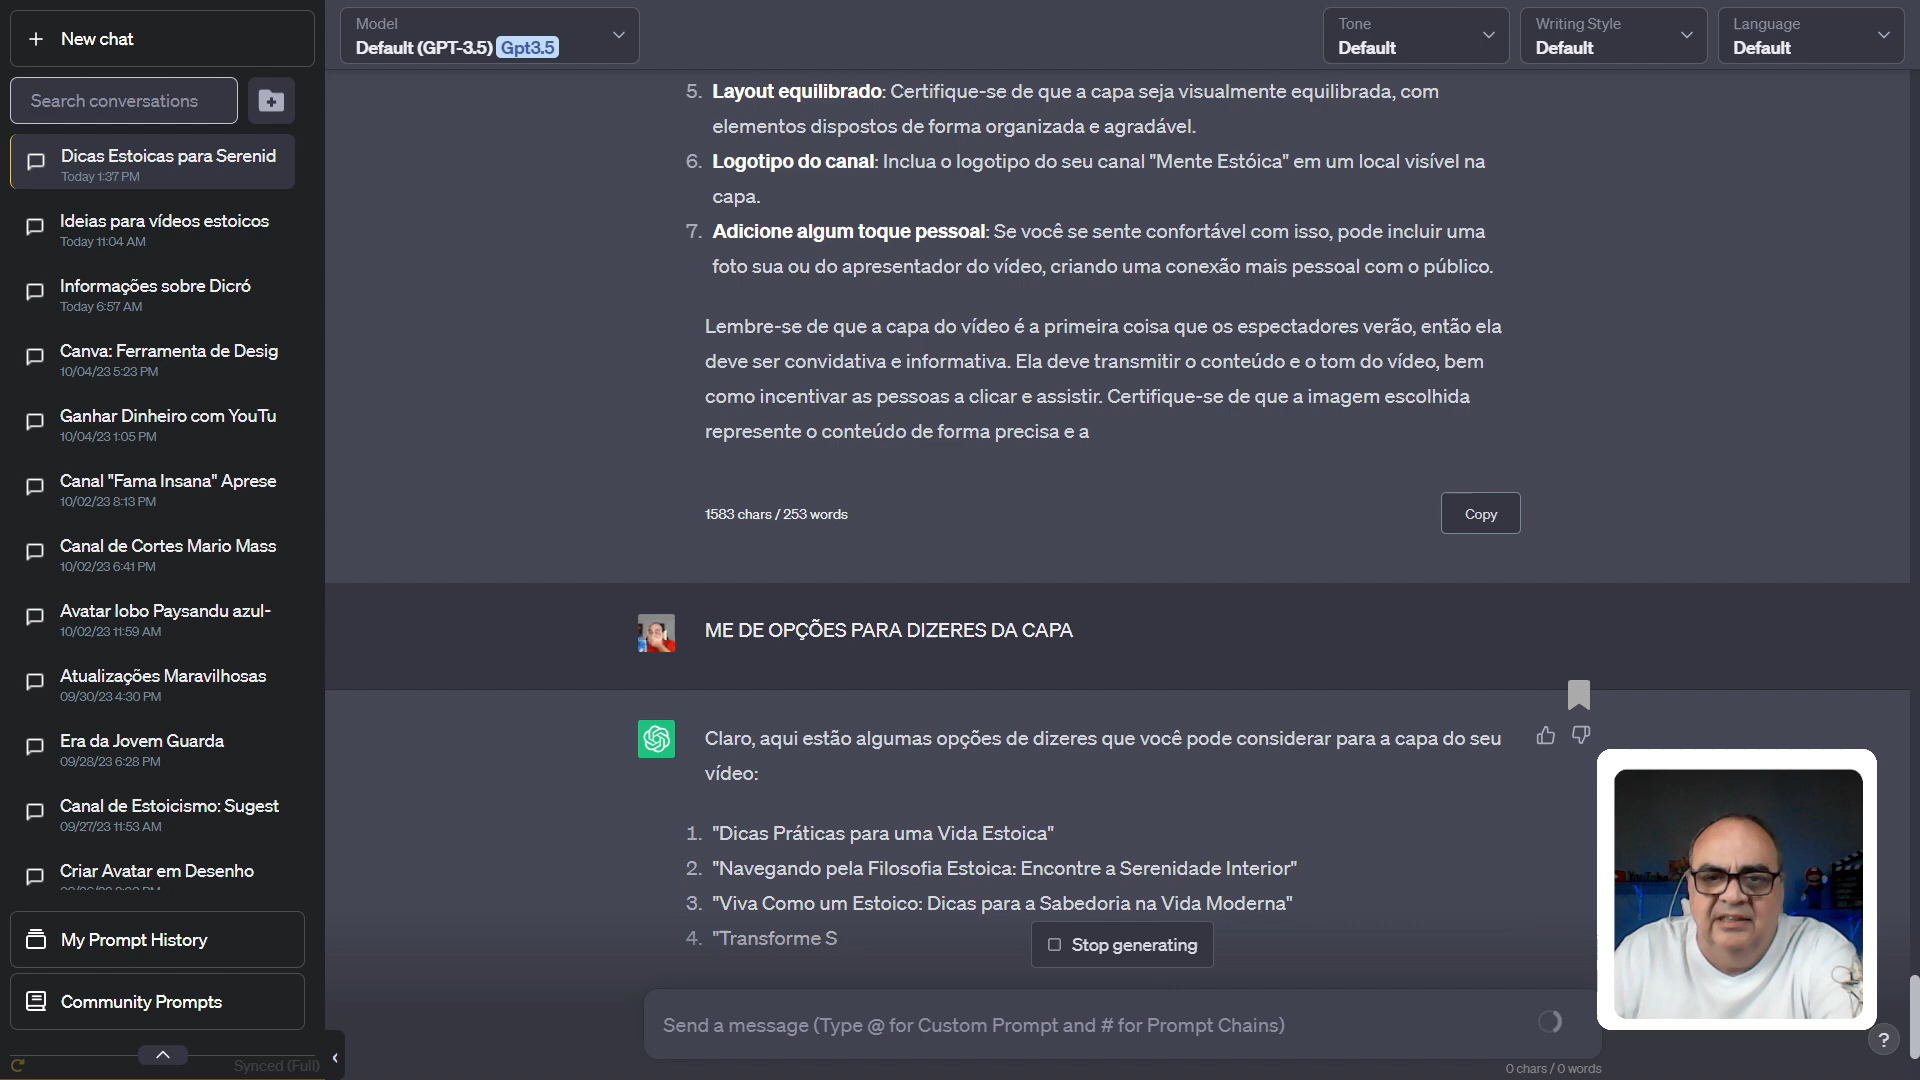 New chat
Search conversations
Dicas Estoicas para Serenid
Today 1:37 PM
Ideias para vídeos estoicos
Today 11:04 AM
Informações sobre Dicró
Today 6:57 AM
Canva: Ferramenta de Desig
10/04/23 5:23 PM
Ganhar Dinheiro com YouTu
10/04/23 1:05 PM
Canal "Fama Insana" Aprese
10/02/23 8:13 PM
Canal de Cortes Mario Mass
10/02/23 6:41 PM
Avatar lobo Paysandu azul-
10/02/23 11:59 AM
Atualizações Maravilhosas
09/30/23 4:30 PM
Era da Jovem Guarda
09/28/23 6:28 PM
Canal de Estoicismo: Sugest
09/27/23 11:53 AM
Criar Avatar em Desenho
My Prompt History
Community Prompts
Synced (Full)
Model
Default (GPT-3.5) Gpt3.5
Tone
Default
Writing Style
Default
Language
Default
5. Layout equilibrado: Certifique-se de que a capa seja visualmente equilibrada, com
elementos dispostos de forma organizada e agradável.
6. Logotipo do canal: Inclua o logotipo do seu canal "Mente Estóica" em um local visível na
capa.
7. Adicione algum toque pessoal: Se você se sente confortável com isso, pode incluir uma
foto sua ou do apresentador do vídeo, criando uma conexão mais pessoal com o público.
Lembre-se de que a capa do vídeo é a primeira coisa que os espectadores verão, então ela
deve ser convidativa e informativa. Ela deve transmitir o conteúdo e o tom do vídeo, bem
como incentivar as pessoas a clicar e assistir. Certifique-se de que a imagem escolhida
represente o conteúdo de forma precisa e a
1583 chars / 253 words
Copy
ME DE OPÇÕES PARA DIZERES DA CAPA
Claro, aqui estão algumas opções de dizeres que você pode considerar para a capa do seu
vídeo:
1. "Dicas Práticas para uma Vida Estoica"
2. "Navegando pela Filosofia Estoica: Encontre a Serenidade Interior"
3. "Viva Como um Estoico: Dicas para a Sabedoria na Vida Moderna"
4. "Transforme S
Stop generating
Send a message (Type @ for Custom Prompt and # for Prompt Chains)
0 chars / 0 words
?
YouTube